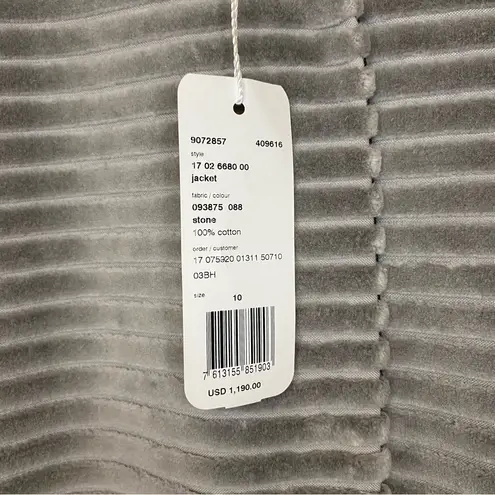 9072857 409616
style
17 02 6680 00
jacket
fabric / colour
093875 088
stone
100% cotton
order / customer
17 075920 01311 50710
03BH
size 10
7 613155 851903
USD 1,190.00